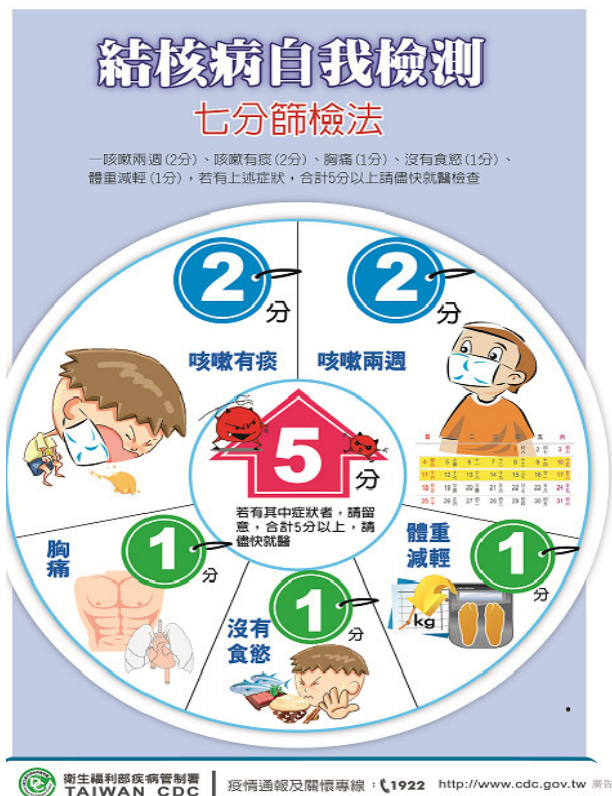 結核病自我檢測
七分篩檢法
一咳嗽兩週(2分)、咳嗽有痰(2分)、胸痛(1分)、沒有食慾(1分)、
體重減輕(1分),若有上述症狀,合計5分以上請儘快就醫檢查
2
分
咳嗽有痰
2
分
咳嗽兩週
5
分
若有其中症狀者,請留
意,合計5分以上,請
儘快就醫
胸
痛
1
分
沒有
食慾
1
分
體重
減輕
1
分
kg
衛生福利部疾病管制署
TAIWAN CDC
疫情通報及關懷專線:1922 http://www.cdc.gov.tw 廣告